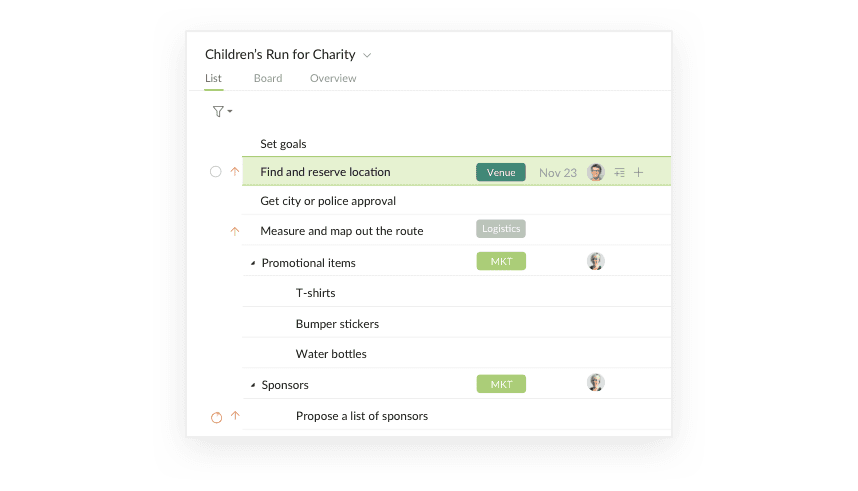 Children's Run for Charity
List Board Overview
Set goals
Find and reserve location Venue Nov 23
Get city or police approval
Measure and map out the route Logistics
Promotional items MKT
T-shirts
Bumper stickers
Water bottles
Sponsors MKT
Propose a list of sponsors